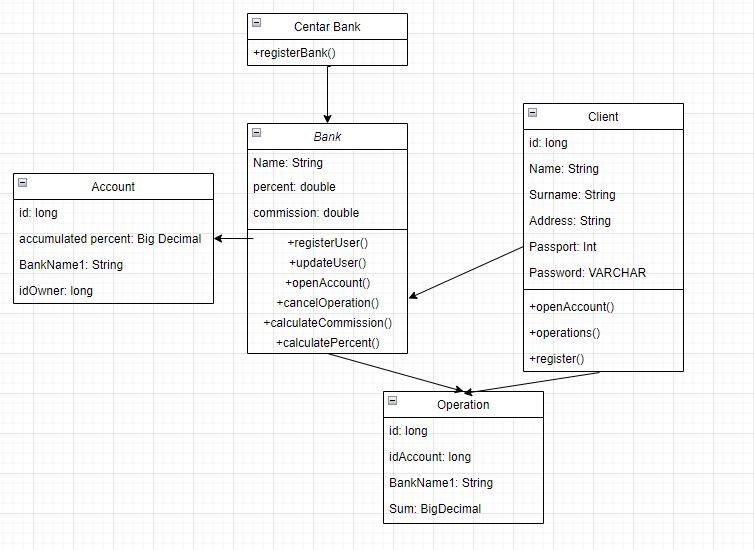 Centar Bank
+registerBank()
Bank
Name: String
percent: double
commission: double
+registerUser()
+updateUser()
+openAccount()
+cancelOperation()
+calculateCommission()
+calculatePercent()
Client
id: long
Name: String
Surname: String
Address: String
Passport: Int
Password: VARCHAR
+openAccount()
+operations()
+register()
Account
id: long
accumulated percent: Big Decimal
BankName1: String
idOwner: long
Operation
id: long
idAccount: long
BankName1: String
Sum: BigDecimal